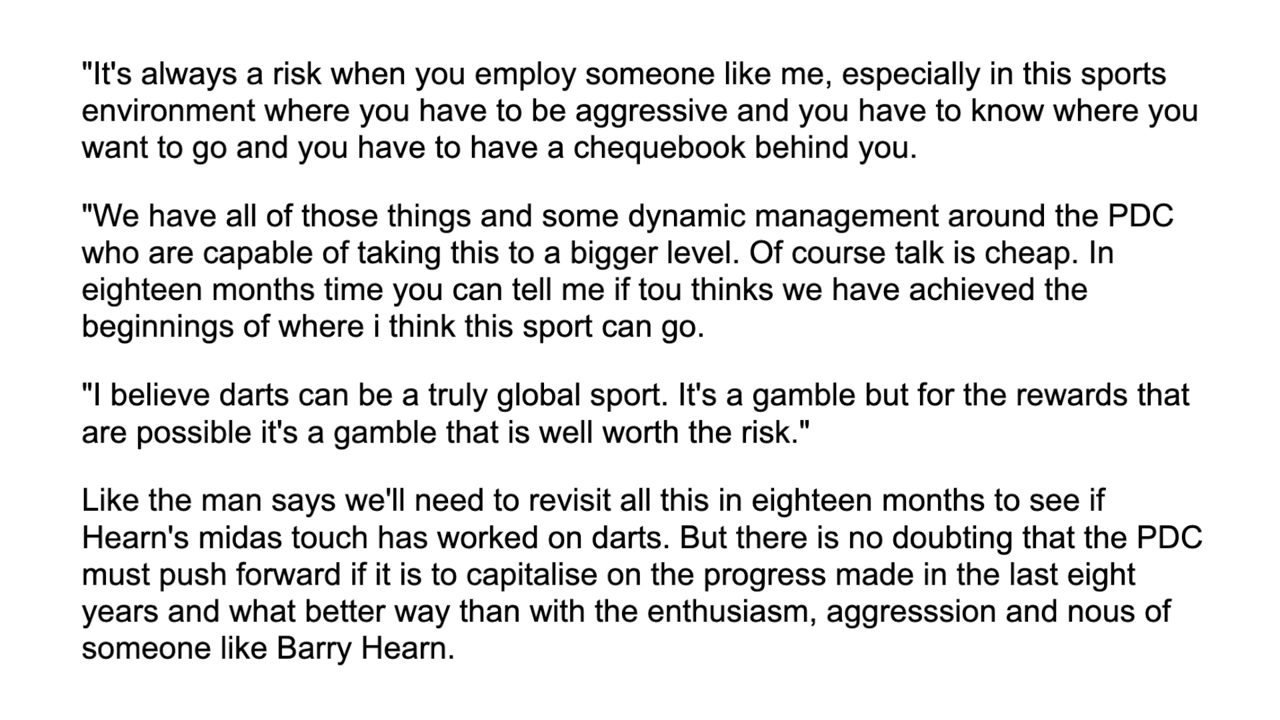 "It's always a risk when you employ someone like me, especially in this sports
environment where you have to be aggressive and you have to know where you
want to go and you have to have a chequebook behind you.
"We have all of those things and some dynamic management around the PDC
who are capable of taking this to a bigger level. Of course talk is cheap. In
eighteen months time you can tell me if tou thinks we have achieved the
beginnings of where i think this sport can go.
"I believe darts can be a truly global sport. It's a gamble but for the rewards that
are possible it's a gamble that is well worth the risk."
Like the man says we'll need to revisit all this in eighteen months to see if
Hearn's midas touch has worked on darts. But there is no doubting that the PDC
must push forward if it is to capitalise on the progress made in the last eight
years and what better way than with the enthusiasm, aggresssion and nous of
someone like Barry Hearn.